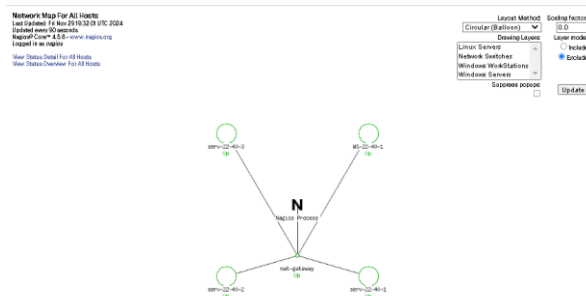 Network Map For All Hosts
Last Updated: Fri Nov 29 19:32:01 UTC 2024
Updated every 90 seconds
Nagios® Core™ 4.5.8 - www.nagios.org
Logged in as nagios
View Status Detail For All Hosts
View Status Overview For All Hosts
Layout Method:
Scaling factor
Circular (Balloon)
0.0
Drawing Layers:
Layer mode:
Linux Servers
Network Switches
Windows WorkStations
Windows Servers
Include
Exclude
Suppress popups:
Update
serv-22-40-3
Up
WS-22-40-1
Up
N
Nagios Process
nat-gateway
Up
serv-22-40-2
Up
serv-22-40-1
Up